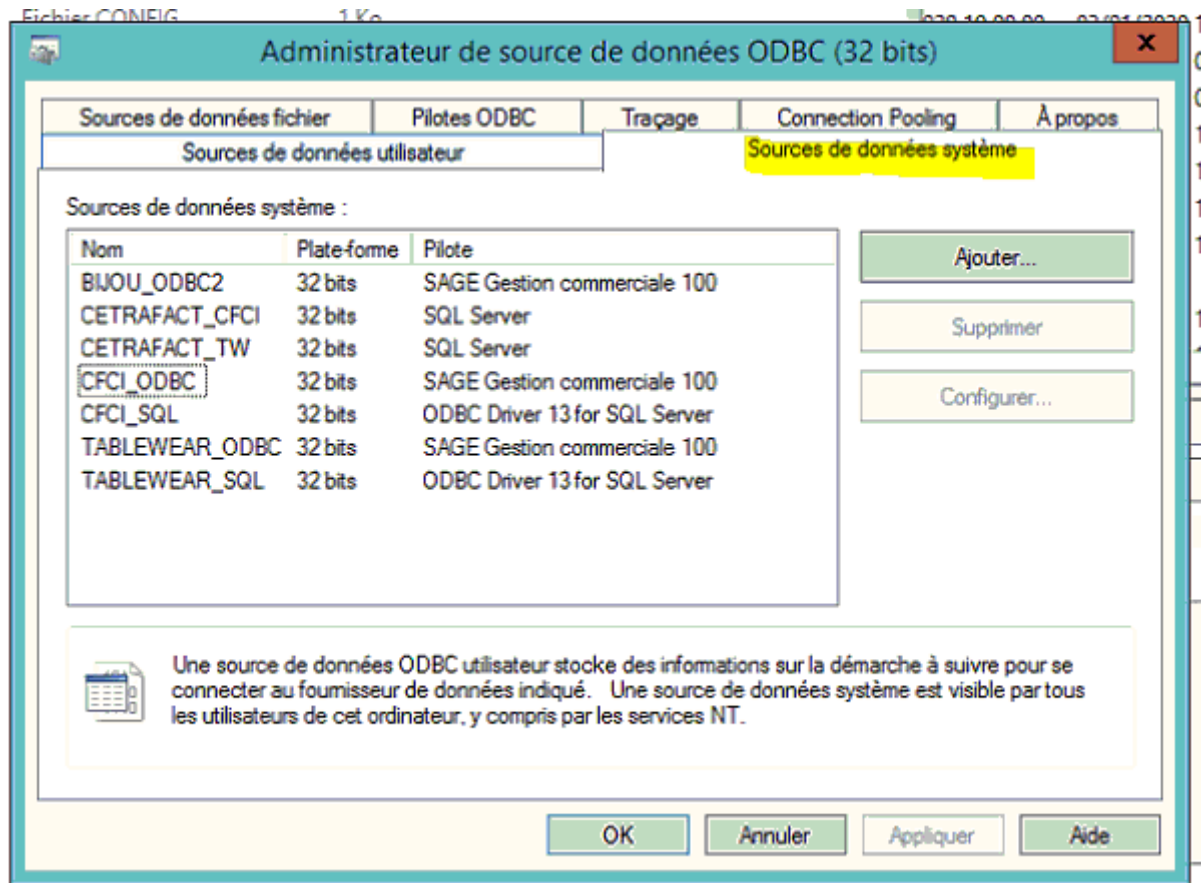 Fichier CONFIG 1 Ko
Administrateur de source de données ODBC (32 bits)
x
Sources de données fichier Pilotes ODBC Traçage Connection Pooling À propos
Sources de données utilisateur Sources de données système
Sources de données système :
Nom Plate-forme Pilote
BIJOU_ODBC2 32 bits SAGE Gestion commerciale 100
CETRAFACT_CFCI 32 bits SQL Server
CETRAFACT_TW 32 bits SQL Server
CFCI_ODBC 32 bits SAGE Gestion commerciale 100
CFCI_SQL 32 bits ODBC Driver 13 for SQL Server
TABLEWEAR_ODBC 32 bits SAGE Gestion commerciale 100
TABLEWEAR_SQL 32 bits ODBC Driver 13 for SQL Server
Ajouter...
Supprimer
Configurer...
Une source de données ODBC utilisateur stocke des informations sur la démarche à suivre pour se
connecter au fournisseur de données indiqué. Une source de données système est visible par tous
les utilisateurs de cet ordinateur, y compris par les services NT.
OK Annuler Appliquer Aide